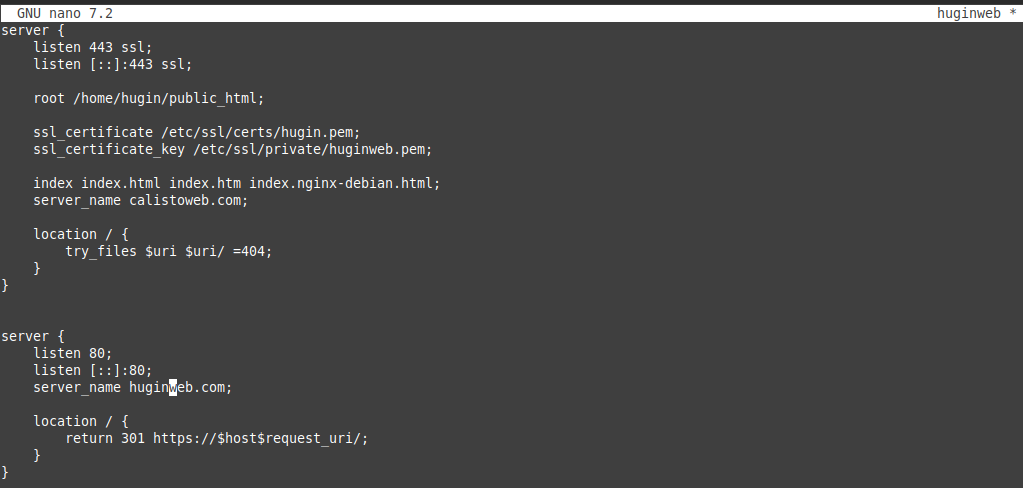 GNU nano 7.2 huginweb *
server {
    listen 443 ssl;
    listen [::]:443 ssl;
    root /home/hugin/public_html;
    ssl_certificate /etc/ssl/certs/hugin.pem;
    ssl_certificate_key /etc/ssl/private/huginweb.pem;
    index index.html index.htm index.nginx-debian.html;
    server_name calistoweb.com;
    location / {
        try_files $uri $uri/ =404;
    }
}
server {
    listen 80;
    listen [::]:80;
    server_name huginweb.com;
    location / {
        return 301 https://$host$request_uri/;
    }
}